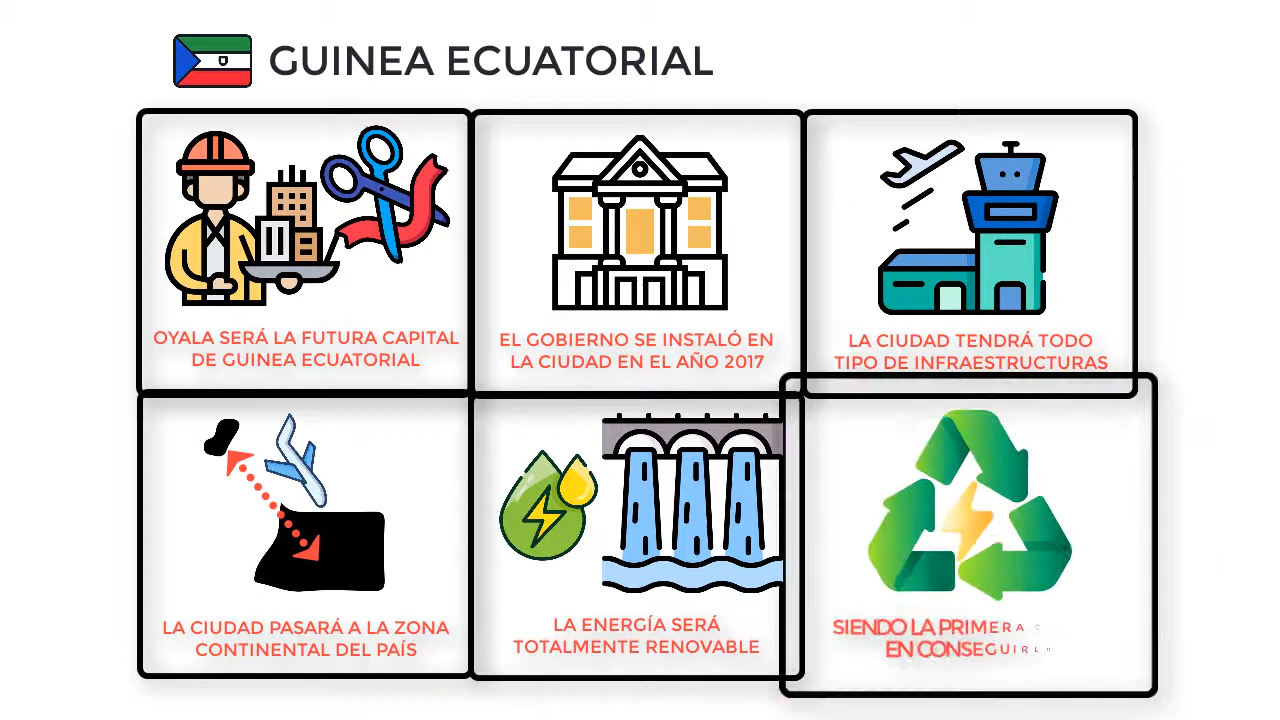 GUINEA ECUATORIAL
OYALA SERÁ LA FUTURA CAPITAL
DE GUINEA ECUATORIAL
EL GOBIERNO SE INSTALÓ EN
LA CIUDAD EN EL AÑO 2017
LA CIUDAD TENDRÁ TODO
TIPO DE INFRAESTRUCTURAS
LA CIUDAD PASARÁ A LA ZONA
CONTINENTAL DEL PAÍS
LA ENERGÍA SERÁ
TOTALMENTE RENOVABLE
SIENDO LA PRIMERA
EN